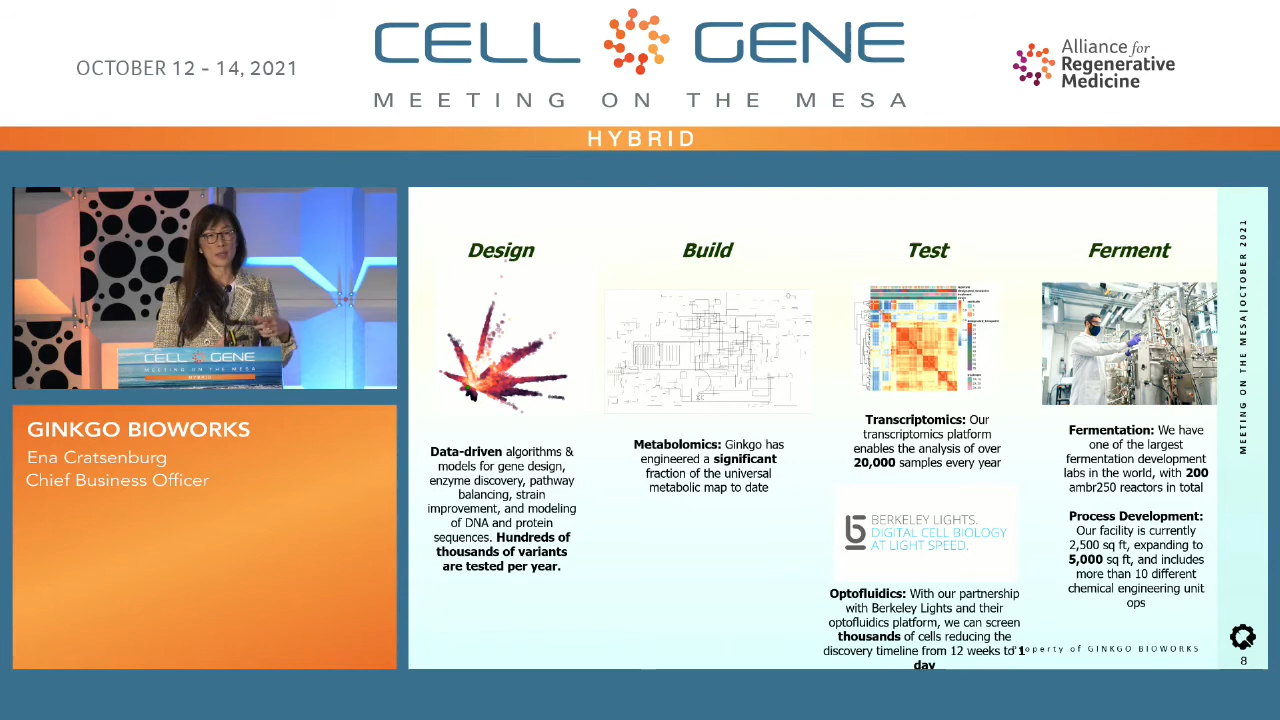 OCTOBER 12 - 14, 2021
CELL GENE
MEETING ON THE MESA
Alliance for
Regenerative
Medicine
HYBRID
CELL GENE
MEETING ON THE MESA
HYBRID
GINKGO BIOWORKS
Ena Cratsenburg
Chief Business Officer
Design
Data-driven algorithms &
models for gene design,
enzyme discovery, pathway
balancing, strain
improvement, and modeling
of DNA and protein
sequences. Hundreds of
thousands of variants
are tested per year.
Build
Metabolomics: Ginkgo has
engineered a significant
fraction of the universal
metabolic map to date
Test
Transcriptomics: Our
transcriptomics platform
enables the analysis of over
20,000 samples every year
BERKELEY LIGHTS.
DIGITAL CELL BIOLOGY
AT LIGHT SPEED.
Optofluidics: With our partnership
with Berkeley Lights and their
optofluidics platform, we can screen
thousands of cells reducing the
discovery timeline from 12 weeks to 1
day
Ferment
Fermentation: We have
one of the largest
fermentation development
labs in the world, with 200
ambr250 reactors in total
Process Development:
Our facility is currently
2,500 sq ft, expanding to
5,000 sq ft, and includes
more than 10 different
chemical engineering unit
ops
Property of GINKGO BIOWORKS
MEETING ON THE MESA|OCTOBER 2021
8